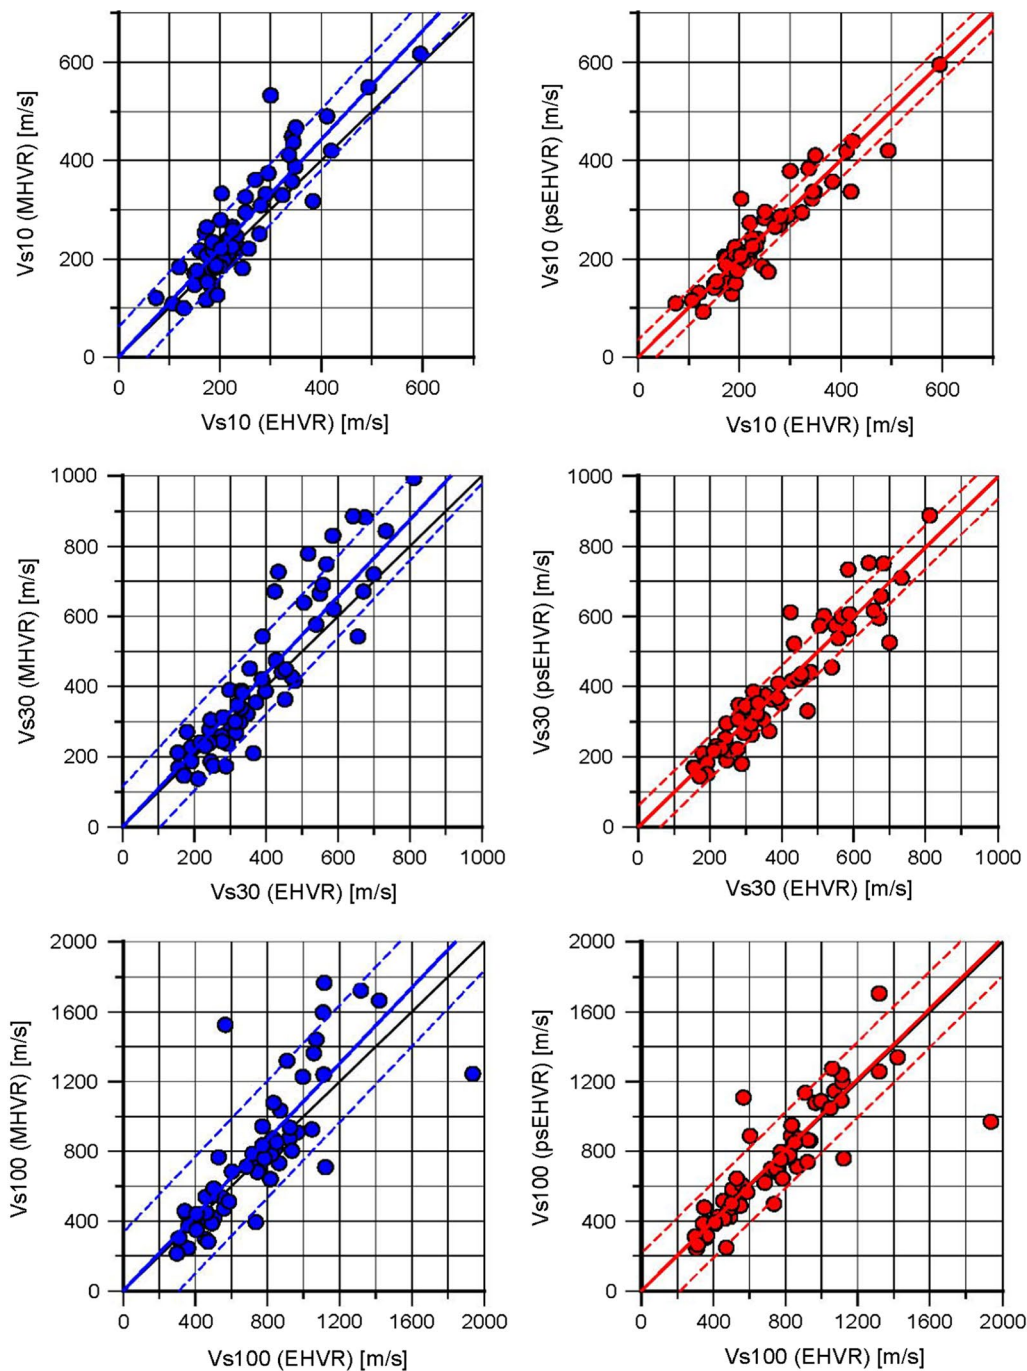 Vs10 (MHVR) [m/s]
600
400
200
0
0 200 400 600
Vs10 (EHVR) [m/s]
Vs10 (psEHVR) [m/s]
600
400
200
0
0 200 400 600
Vs10 (EHVR) [m/s]
Vs30 (MHVR) [m/s]
1000
800
600
400
200
0
0 200 400 600 800 1000
Vs30 (EHVR) [m/s]
Vs30 (psEHVR) [m/s]
1000
800
600
400
200
0
0 200 400 600 800 1000
Vs30 (EHVR) [m/s]
Vs100 (MHVR) [m/s]
2000
1600
1200
800
400
0
0 400 800 1200 1600 2000
Vs100 (EHVR) [m/s]
Vs100 (psEHVR) [m/s]
2000
1600
1200
800
400
0
0 400 800 1200 1600 2000
Vs100 (EHVR) [m/s]